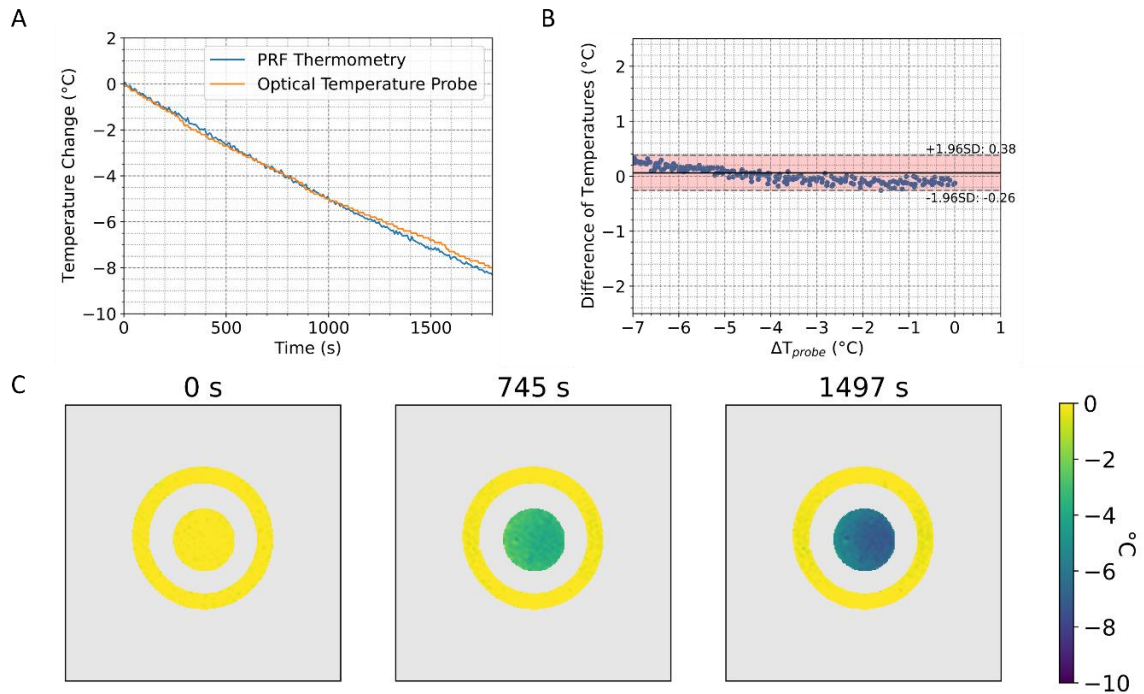 A
Temperature Change (°C)
2
0
−2
−4
−6
−8
−10
0
500
1000
1500
Time (s)
PRF Thermometry
Optical Temperature Probe
B
Difference of Temperatures (°C)
2
1
0
−1
−2
+1.96SD: 0.38
-1.96SD: -0.26
−7
−6
−5
−4
−3
−2
−1
0
1
ΔTprobe (°C)
C
0 s
745 s
1497 s
0
−2
−4
−6
−8
−10
°C